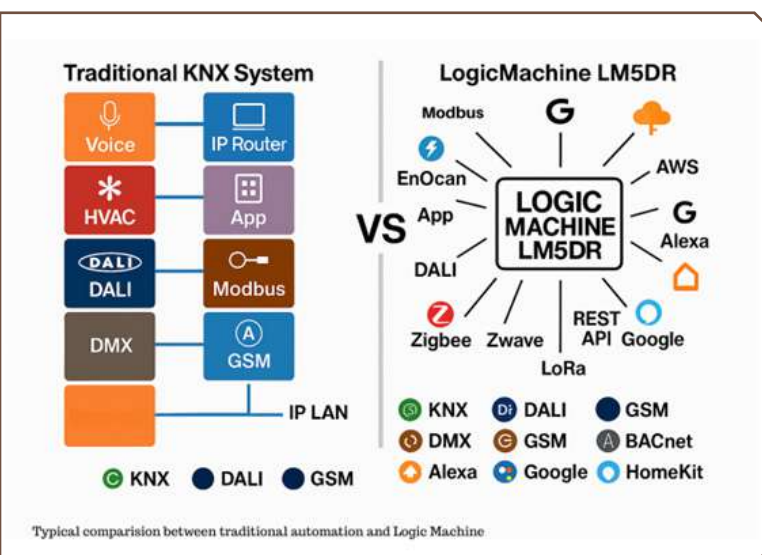 Traditional KNX System
Voice
IP Router
HVAC
App
DALI
DALI
Modbus
DMX
A
GSM
IP LAN
KNX
DALI
GSM
VS
LogicMachine LM5DR
Modbus
G
EnOcan
AWS
App
G
Alexa
DALI
LOGIC
MACHINE
LM5DR
Z
Zigbee
Zwave
LoRa
REST
API
Google
KNX
DALI
GSM
DMX
GSM
BACnet
Alexa
Google
HomeKit
Typical comparision between traditional automation and Logic Machine